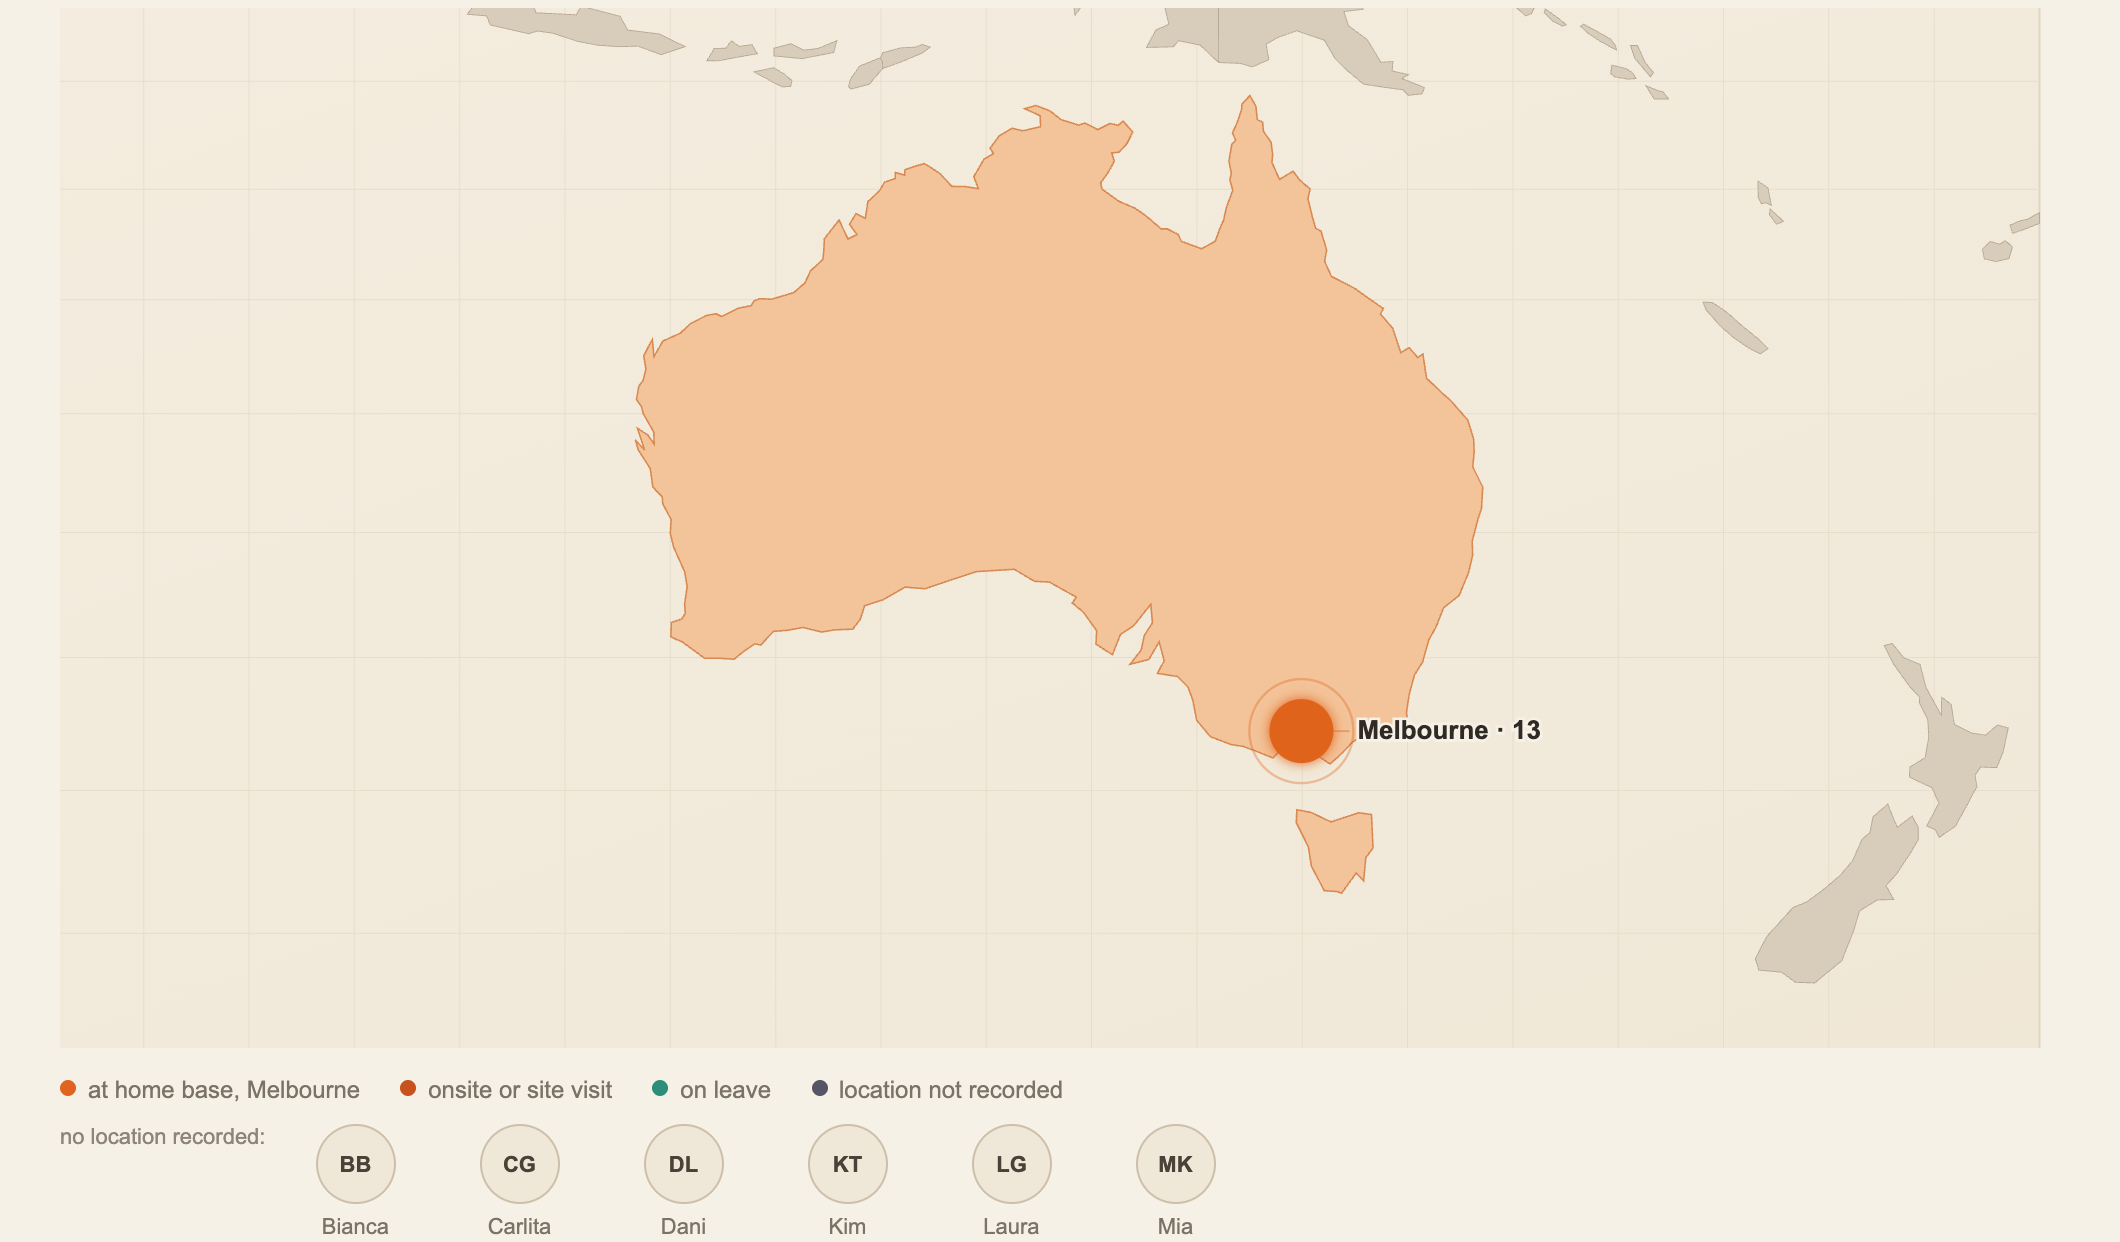 Melbourne · 13
at home base, Melbourne
onsite or site visit
on leave
location not recorded
no location recorded:
BB
CG
DL
KT
LG
MK
Bianca
Carlita
Dani
Kim
Laura
Mia